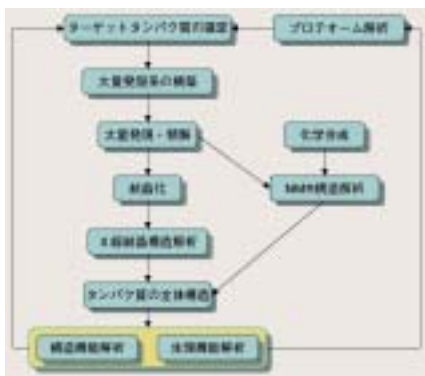 ターゲットタンパク質の確定
プロテオーム解析
大量発現系の構築
大量発現・精製
化学合成
結晶化
NMR構造解析
X線結晶構造解析
タンパク質の全体構造
構造機能解析
生理機能解析